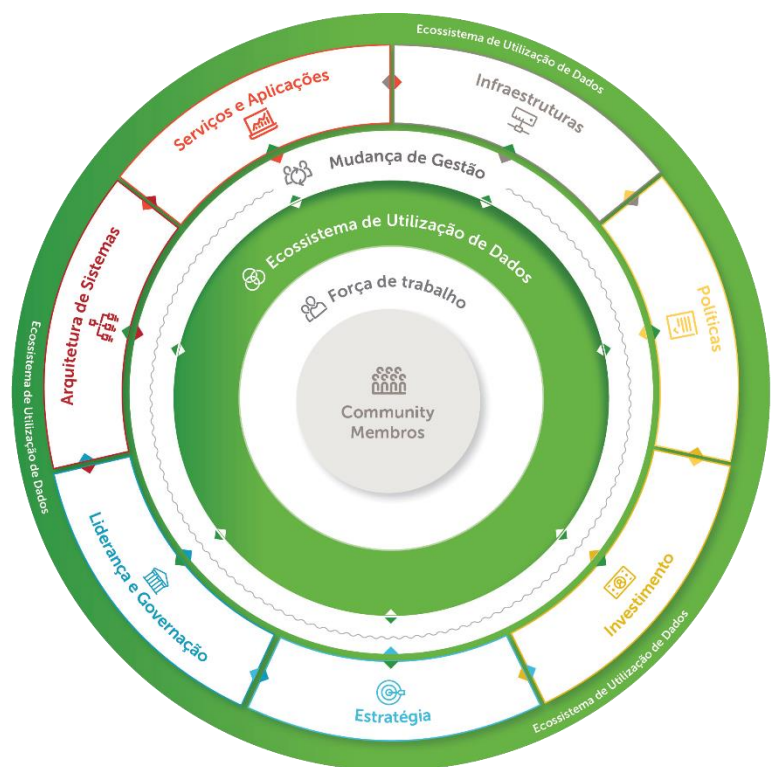 Ecossistema de Utilização de Dados
Serviços e Aplicações
Infraestruturas
Mudança de Gestão
Ecossistema de Utilização de Dados
Força de trabalho
Community
Membros
Arquitetura de Sistemas
Políticas
Ecossistema de Utilização de Dados
Liderança e Governação
Investimento
Estratégia
Ecossistema de Utilização de Dados